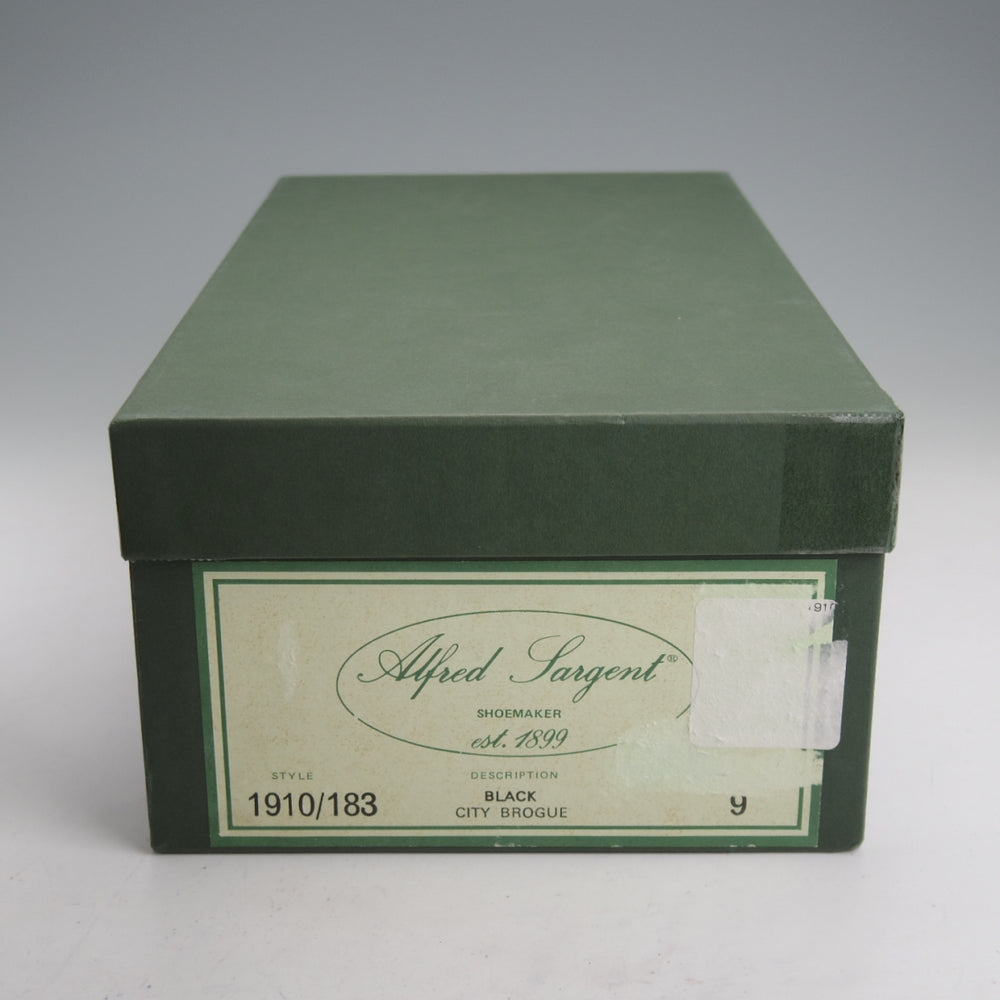 Alfred Sargent®
SHOEMAKER
est. 1899
STYLE
DESCRIPTION
1910/183
BLACK
CITY BROGUE
9